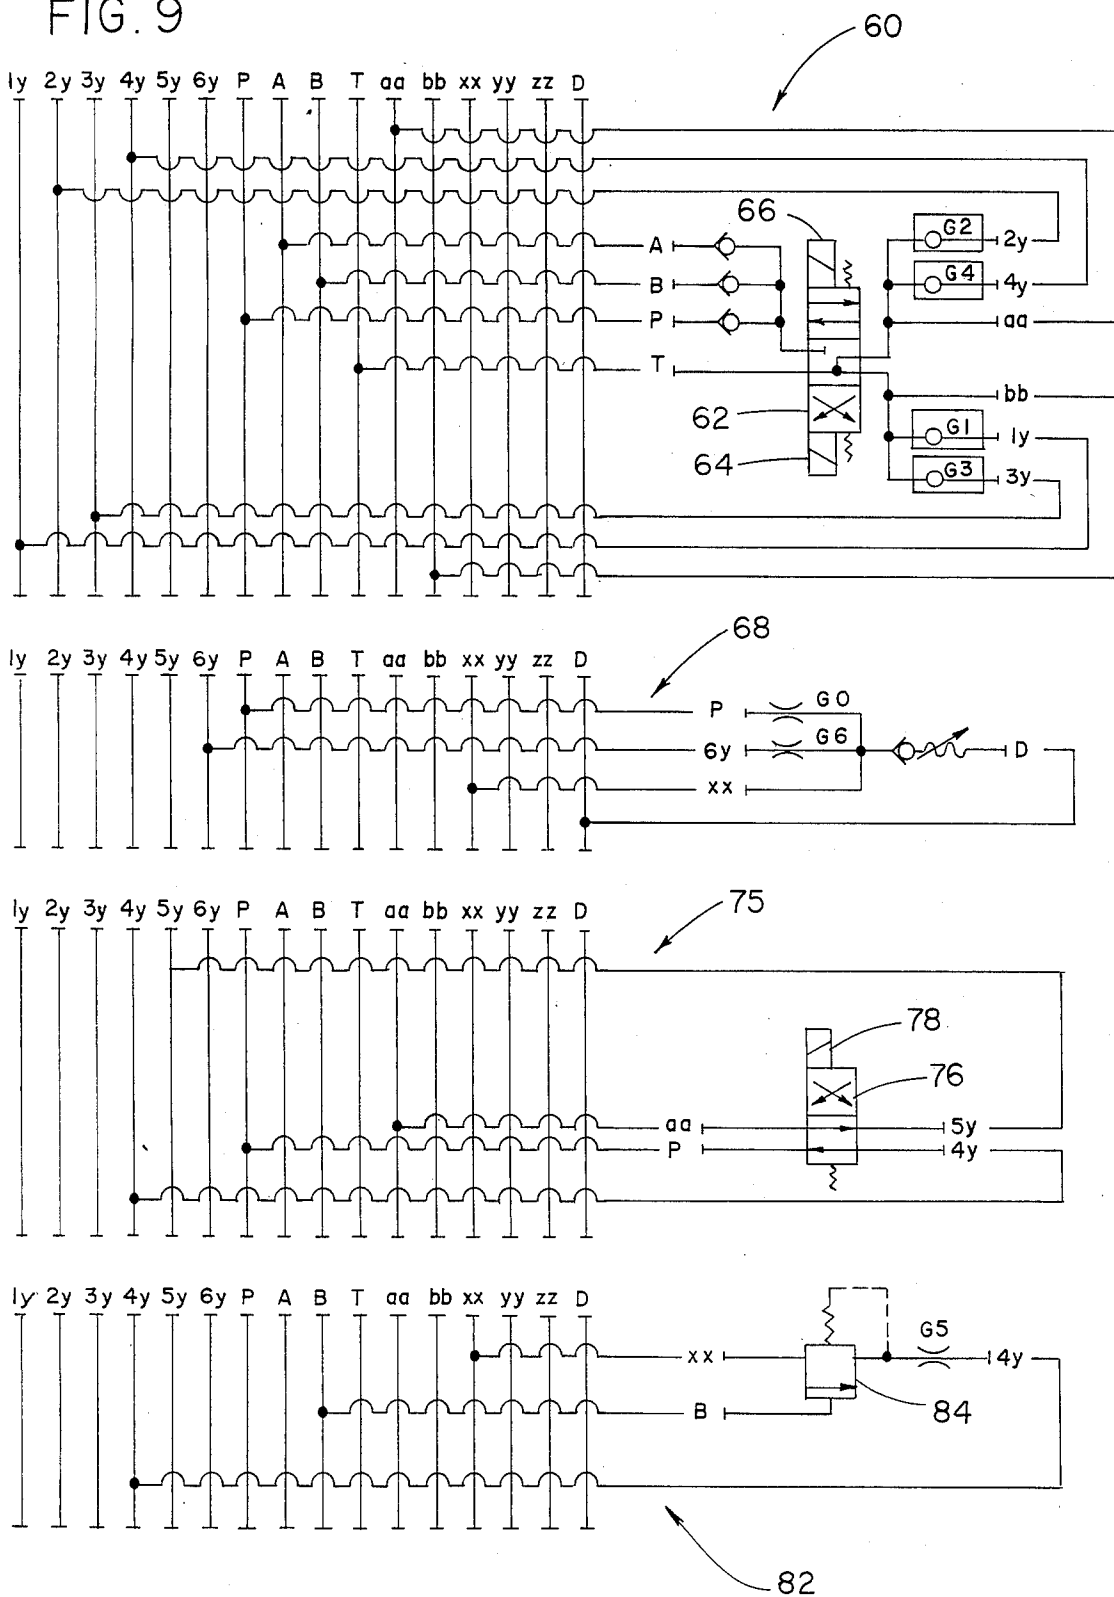 FIG. 9
60
1y 2y 3y 4y 5y 6y P A B T aa bb xx yy zz D
66
G2
A 2y
G4
B 4y
P aa
T
bb
62 G1 1y
64 G3 3y
68
1y 2y 3y 4y 5y 6y P A B T aa bb xx yy zz D
P G0
6y G6 D
xx
75
1y 2y 3y 4y 5y 6y P A B T aa bb xx yy zz D
78
76
aa 5y
P 4y
1y 2y 3y 4y 5y 6y P A B T aa bb xx yy zz D
G5
xx 4y
B 84
82